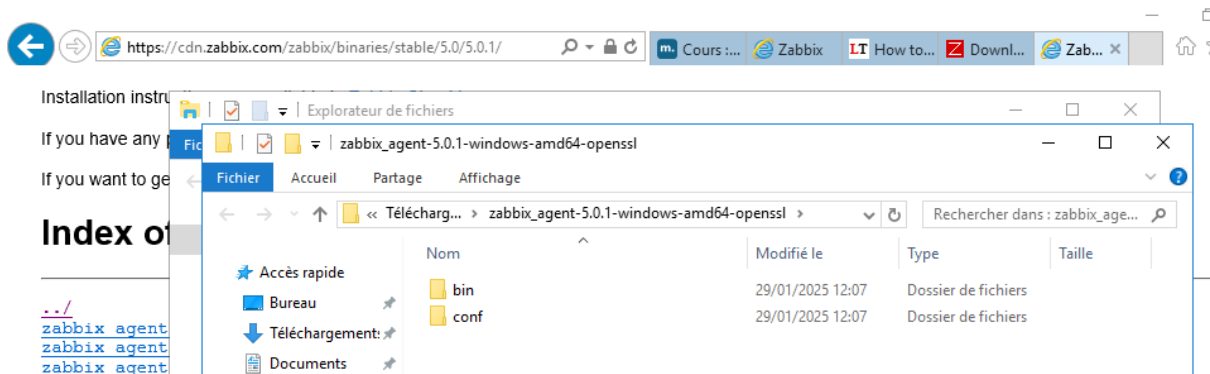 https://cdn.zabbix.com/zabbix/binaries/stable/5.0/5.0.1/ m. Cours :... Zabbix LT How to... Z Downl... Zab...
Installation
Explorateur de fichiers
If you have any
Fic zabbix_agent-5.0.1-windows-amd64-openssl
If you want to ge
Fichier Accueil Partage Affichage
« Télécharg... > zabbix_agent-5.0.1-windows-amd64-openssl > Rechercher dans : zabbix_age...
Index of
Nom Modifié le Type Taille
Accès rapide
bin 29/01/2025 12:07 Dossier de fichiers
Bureau
../
conf 29/01/2025 12:07 Dossier de fichiers
zabbix agent
Téléchargement
zabbix agent
Documents
zabbix agent